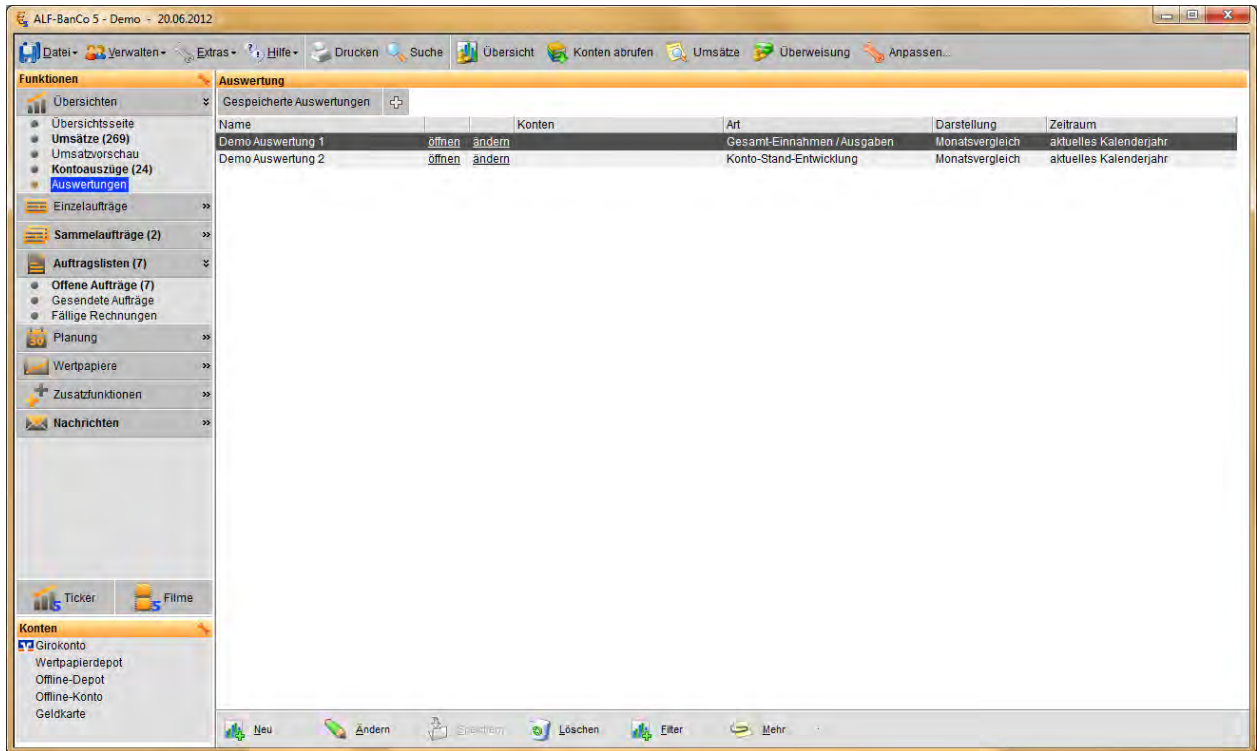 ALF-BanCo 5 - Demo - 20.06.2012
Datei Verwalten Extras Hilfe Drucken Suche Übersicht Konten abrufen Umsätze Überweisung Anpassen...
Funktionen
Auswertung
Übersichten
Gespeicherte Auswertungen
Übersichtsseite
Umsätze (269)
Umsatzvorschau
Kontoauszüge (24)
Auswertungen
Name Konten Art Darstellung Zeitraum
Demo Auswertung 1 öffnen ändern Gesamt-Einnahmen / Ausgaben Monatsvergleich aktuelles Kalenderjahr
Demo Auswertung 2 öffnen ändern Konto-Stand-Entwicklung Monatsvergleich aktuelles Kalenderjahr
Einzelaufträge
Sammelaufträge (2)
Auftragslisten (7)
Offene Aufträge (7)
Gesendete Aufträge
Fällige Rechnungen
30 Planung
Wertpapiere
Zusatzfunktionen
Nachrichten
5 Ticker 5 Filme
Konten
Girokonto
Wertpapierdepot
Offline-Depot
Offline-Konto
Geldkarte
Neu Ändern Speichern Löschen Filter Mehr